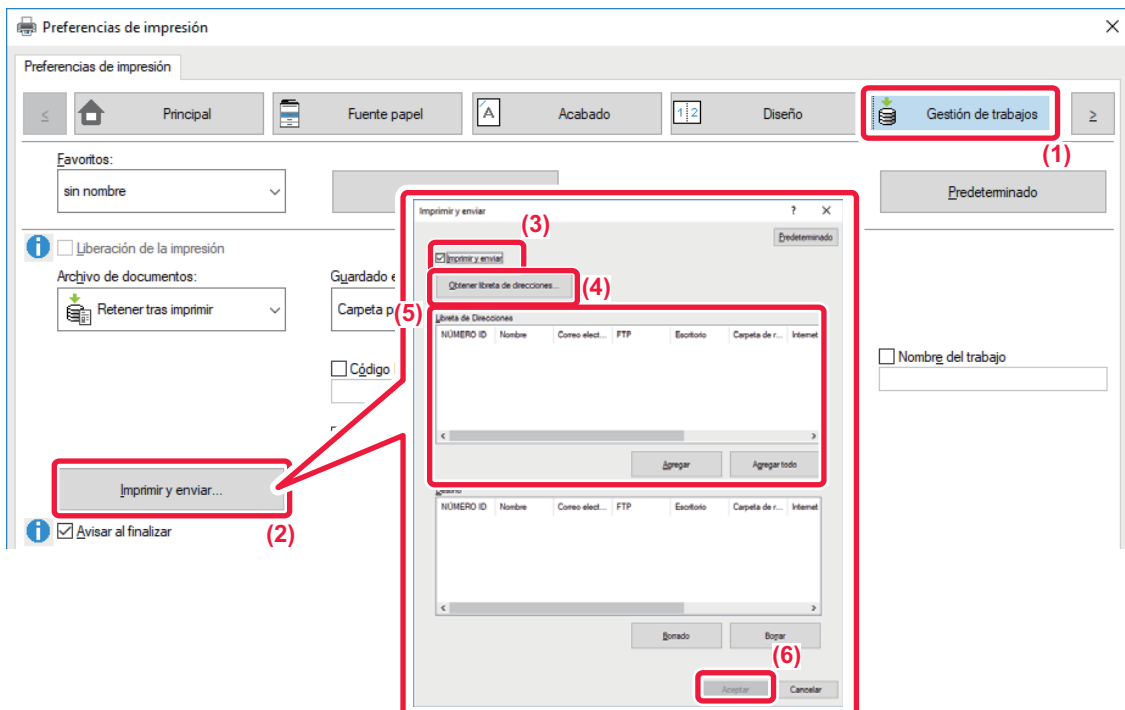 Preferencias de impresión
Preferencias de impresión
≤ Principal Fuente papel A Acabado 1 2 Diseño Gestión de trabajos ≥
(1)
Favoritos:
sin nombre
Predeterminado
Liberación de la impresión
Archivo de documentos:
Retener tras imprimir
Guardado e
Carpeta p
Código
Nombre del trabajo
Imprimir y enviar...
(2)
Avisar al finalizar
Imprimir y enviar ? ×
Predeterminado
(3)
Imprimir y enviar
Obtener libreta de direcciones...
(4)
(5)
Libreta de Direcciones
NÚMERO ID Nombre Correo elect... FTP Escritorio Carpeta de r... Internet
Agregar Agregar todo
NÚMERO ID Nombre Correo elect... FTP Escritorio Carpeta de r... Internet
Borrado Borrar
(6)
Aceptar Cancelar